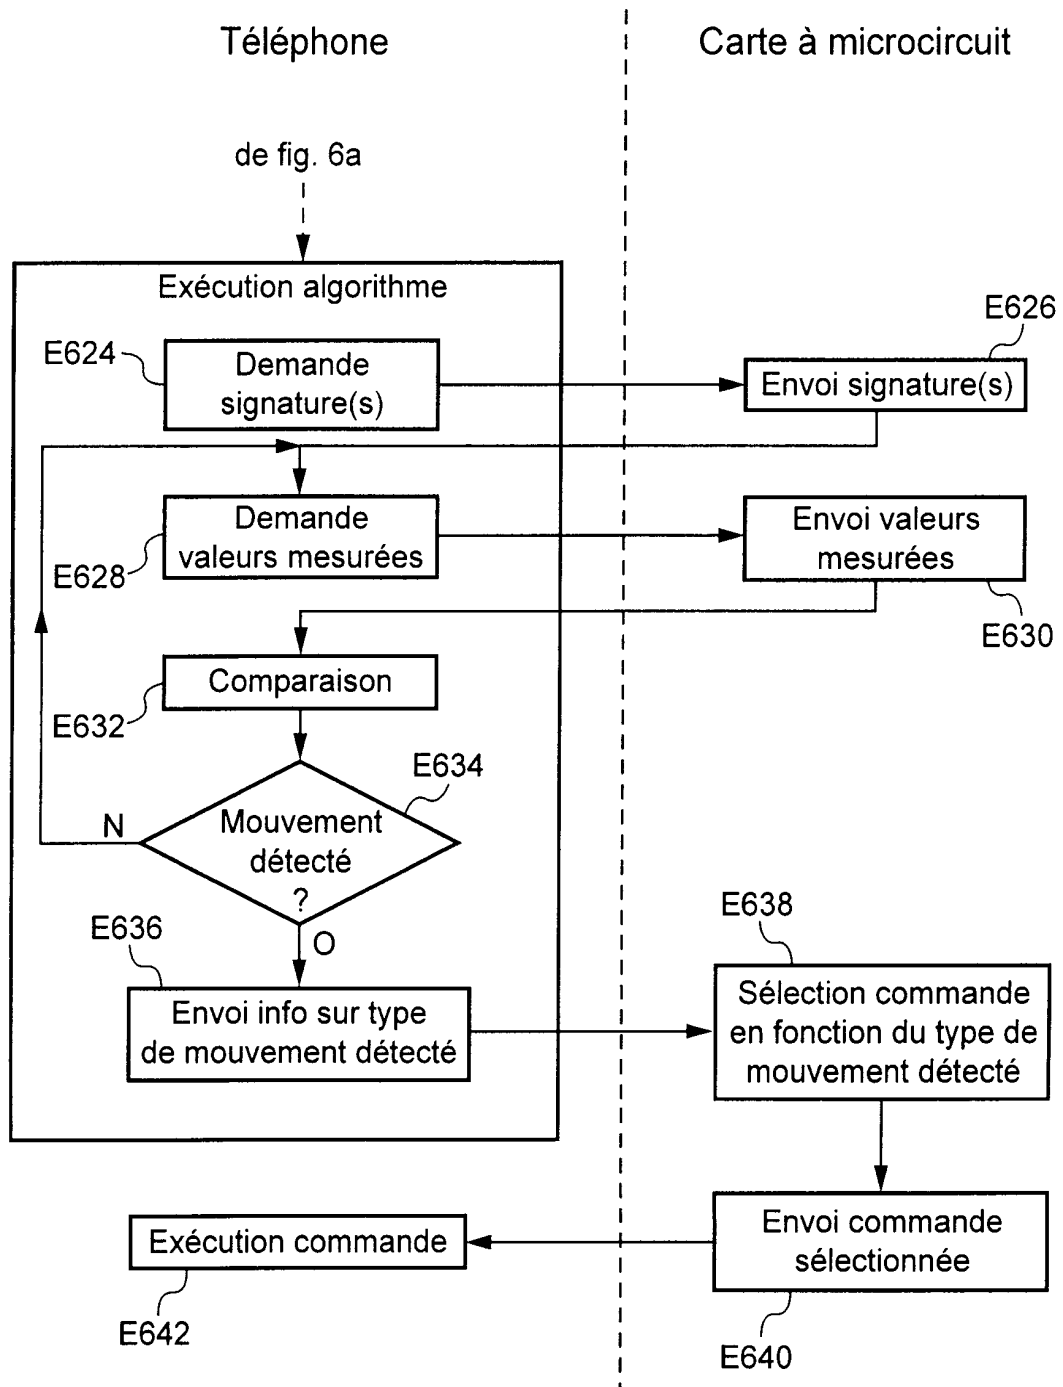 Téléphone
Carte à microcircuit
de fig. 6a
Exécution algorithme
E624
Demande
signature(s)
E626
Envoi signature(s)
E628
Demande
valeurs mesurées
Envoi valeurs
mesurées
E630
Comparaison
E632
E634
Mouvement
détecté
?
N
O
E636
Envoi info sur type
de mouvement détecté
E638
Sélection commande
en fonction du type de
mouvement détecté
Exécution commande
E642
Envoi commande
sélectionnée
E640